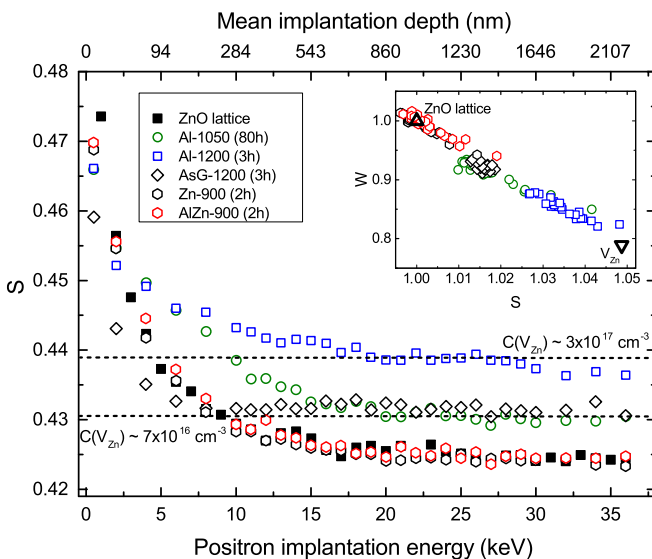 Mean implantation depth (nm)
0 94 284 543 860 1230 1646 2107
0.48
0.47
0.46
0.45
0.44
0.43
0.42
S
ZnO lattice
Al-1050 (80h)
Al-1200 (3h)
AsG-1200 (3h)
Zn-900 (2h)
AlZn-900 (2h)
1.0
0.9
0.8
W
ZnO lattice
V_Zn
1.00 1.01 1.02 1.03 1.04 1.05
S
C(V_Zn) ~ 3x10^17 cm^-3
C(V_Zn) ~ 7x10^16 cm^-3
0 5 10 15 20 25 30 35
Positron implantation energy (keV)